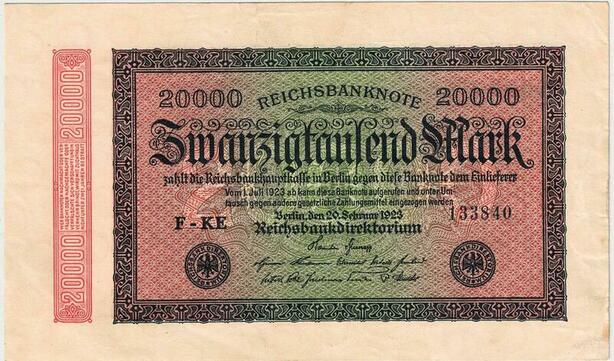 20000 REICHSBANKNOTE 20000
Zwanzigtausend Mark
zahlt die Reichsbankhauptkasse in Berlin gegen diese Banknote dem Einlieferer
Vom 1. Juli 1923 ab kann diese Banknote aufgerufen und unter Um-
tausch gegen andere gesetzliche Zahlungsmittel eingezogen werden
Berlin, den 20. Februar 1923
F-KE 133840
Reichsbankdirektorium
20000 20000